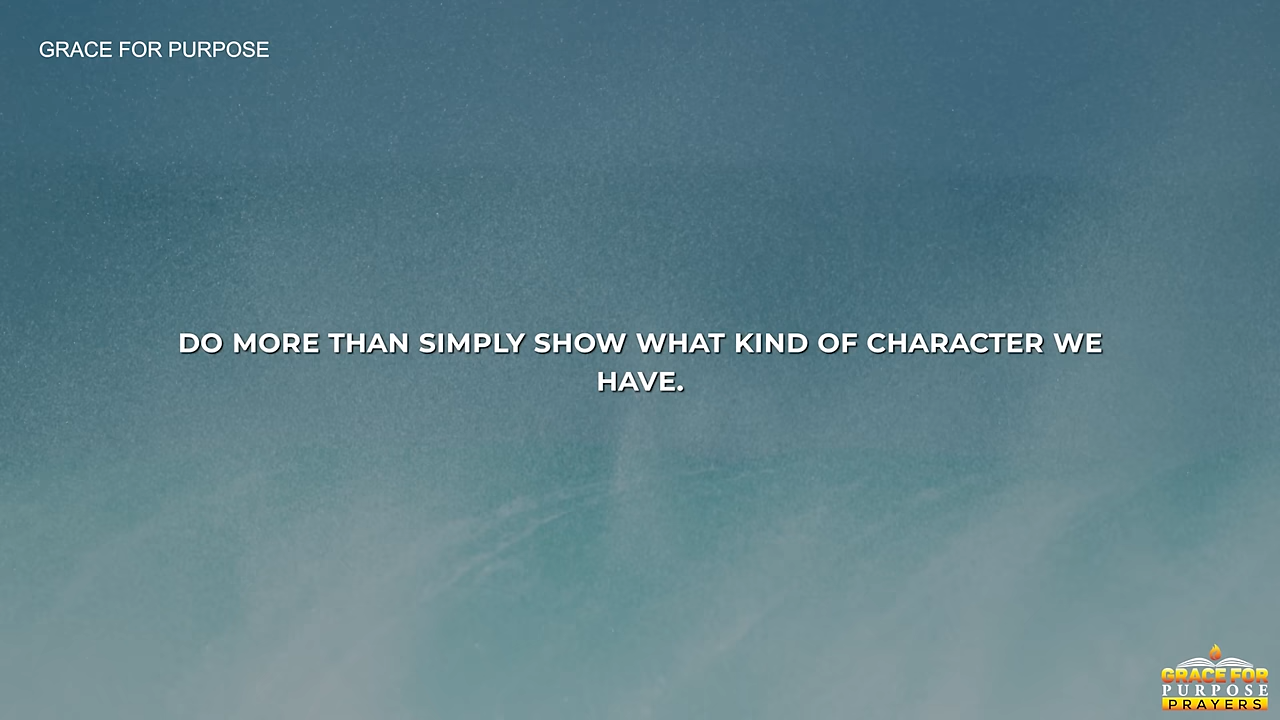 GRACE FOR PURPOSE
DO MORE THAN SIMPLY SHOW WHAT KIND OF CHARACTER WE
HAVE.
GRACE FOR
PURPOSE
PRAYERS